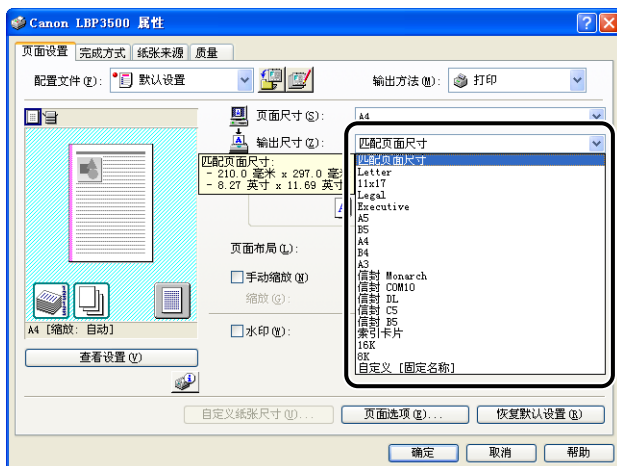 Canon LBP3500 属性
页面设置 完成方式 纸张来源 质量
配置文件(F): 默认设置 输出方法(M): 打印
页面尺寸(S): A4
输出尺寸(Z): 匹配页面尺寸
匹配页面尺寸:
- 210.0 毫米 x 297.0 毫
- 8.27 英寸 x 11.69 英寸
匹配页面尺寸
Letter
11x17
Legal
Executive
A5
B5
A4
B4
A3
信封 Monarch
信封 COM10
信封 DL
信封 C5
信封 B5
索引卡片
16K
8K
自定义 [固定名称]
页面布局(L):
手动缩放(N)
缩放(G):
水印(W):
A4 [缩放: 自动]
查看设置(V)
自定义纸张尺寸(U)... 页面选项(E)... 恢复默认设置(R)
确定 取消 帮助